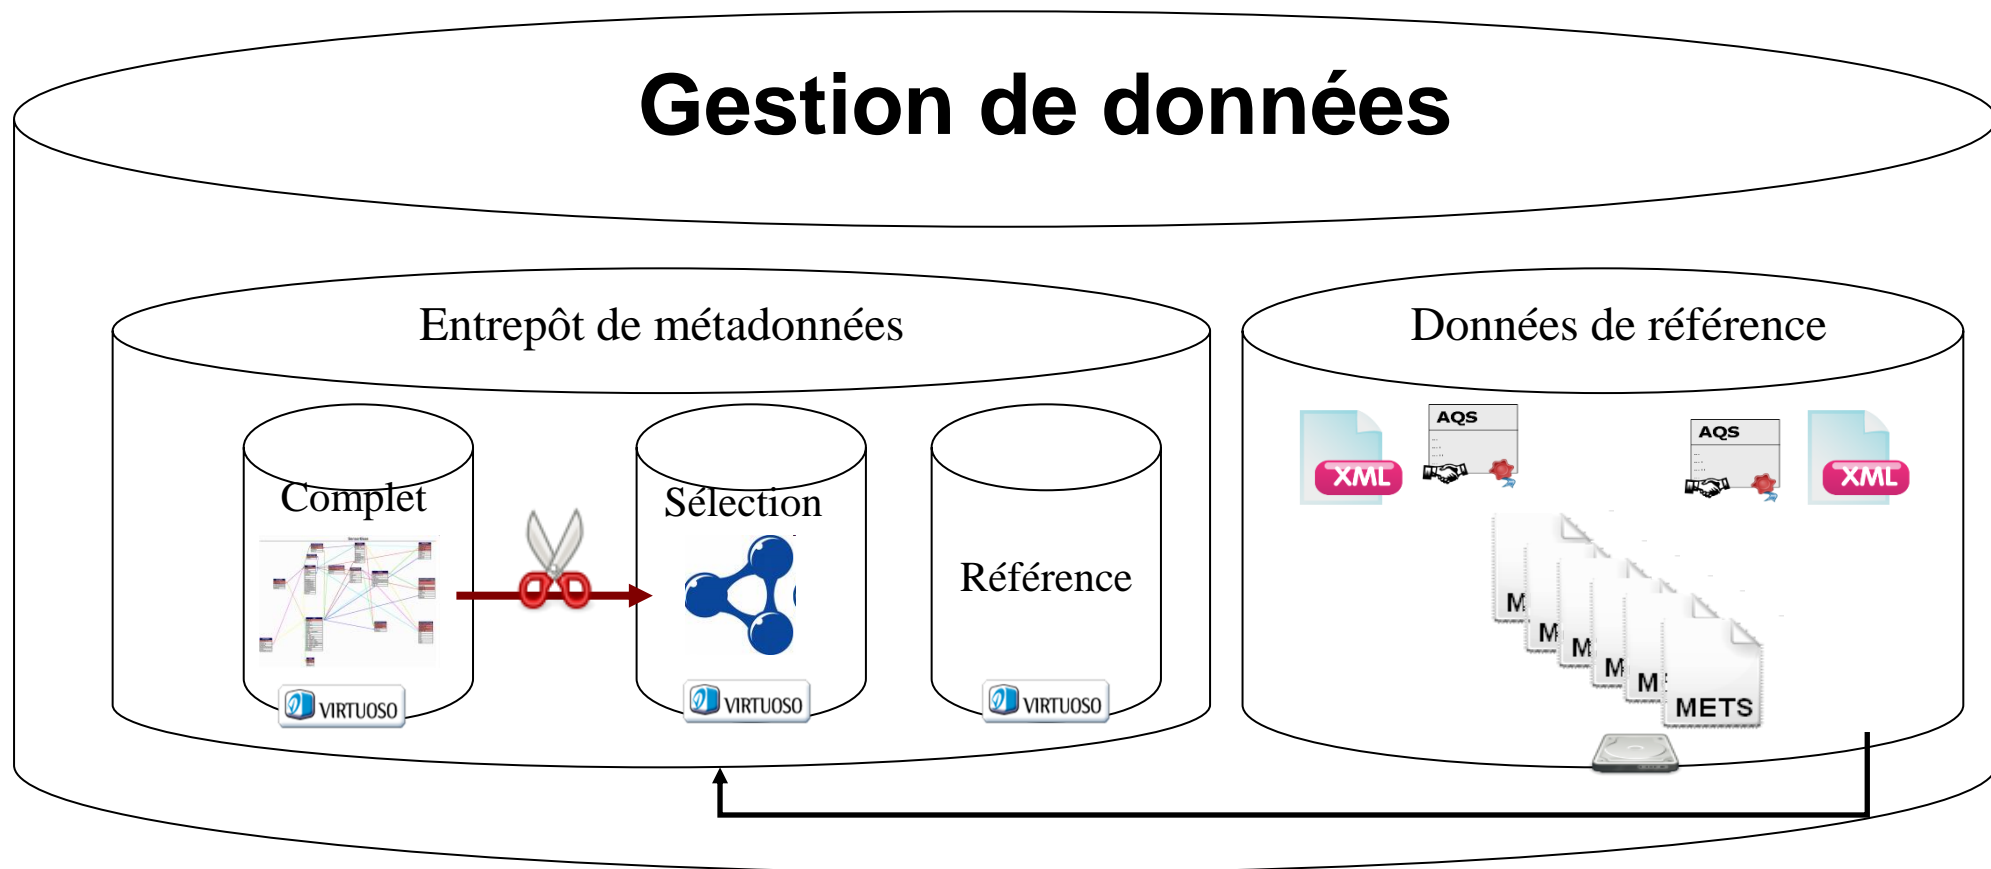 Gestion de données
Entrepôt de métadonnées
Données de référence
Complet
Sélection
Référence
VIRTUOSO
VIRTUOSO
VIRTUOSO
XML
AQS
AQS
XML
M
M
M
M
M
METS